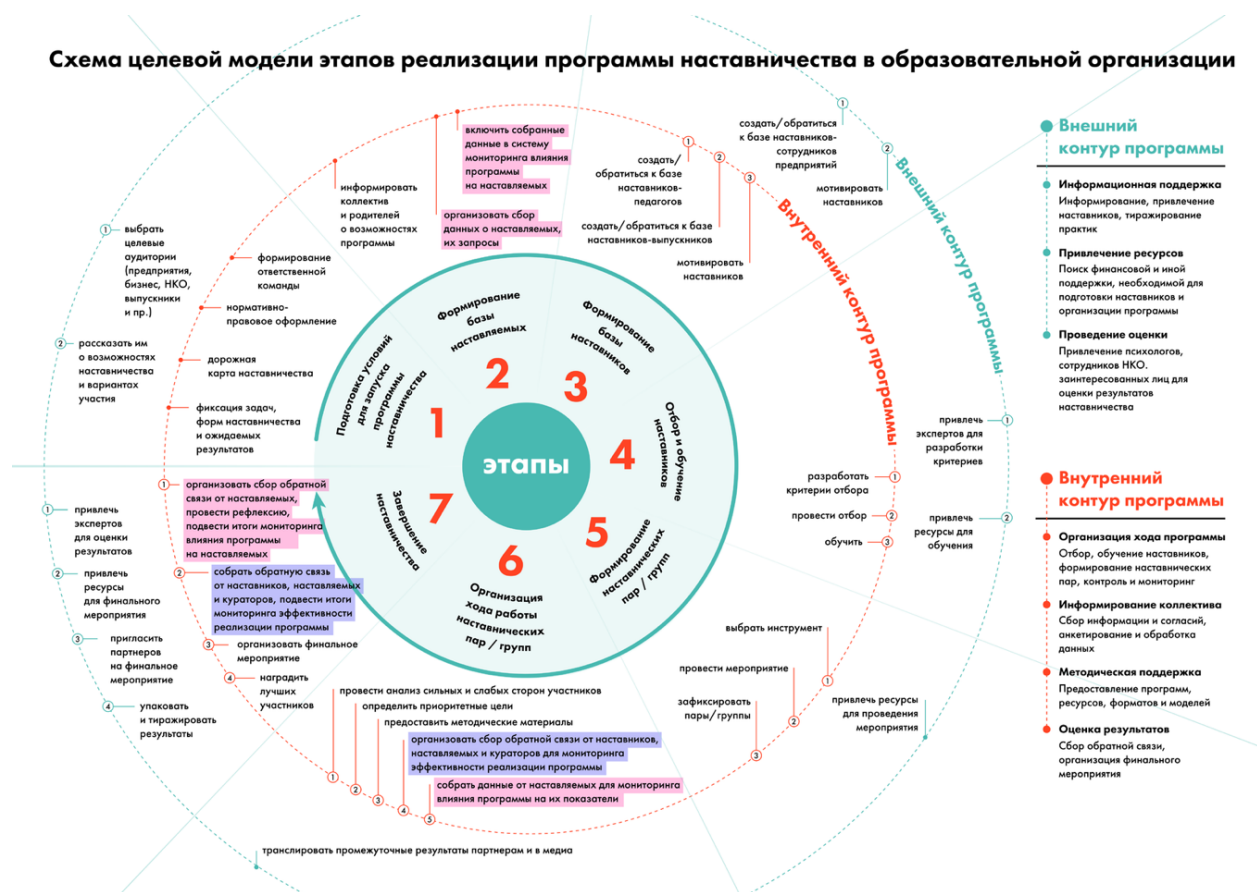 Схема целевой модели этапов реализации программы наставничества в образовательной организации
включить собранные
данные в систему
мониторинга влияния
программы
на наставляемых
организовать сбор
данных о наставляемых,
их запросы
информировать
коллектив
и родителей
о возможностях
программы
формирование
ответственной
команды
нормативно-
правовое оформление
дорожная
карта наставничества
фиксация задач,
форм наставничества
и ожидаемых
результатов
1
выбрать
целевые
аудитории
(предприятия,
бизнес, НКО,
выпускники
и пр.)
2
рассказать им
о возможностях
наставничества
и вариантах
участия
1
создать/
обратиться к базе
наставников-
педагогов
2
создать/обратиться к базе
наставников-выпускников
3
мотивировать
наставников
1
создать/обратиться
к базе наставников-
сотрудников
предприятий
2
мотивировать
наставников
Внешний контур программы
Внутренний контур программы
этапы
1
Подготовка условий
для запуска
программы
наставничества
2
Формирование
базы
наставляемых
3
Формирование
базы
наставников
4
Отбор и обучение
наставников
5
Формирование
наставнических
пар / групп
6
Организация
хода работы
наставнических
пар / групп
7
Завершение
наставничества
1
привлечь
экспертов для
разработки
критериев
2
привлечь
ресурсы для
обучения
разработать
критерии отбора
1
провести отбор
2
обучить
3
выбрать инструмент
1
провести мероприятие
2
зафиксировать
пары/группы
3
привлечь ресурсы
для проведения
мероприятия
1
организовать сбор обратной
связи от наставляемых,
провести рефлексию,
подвести итоги мониторинга
влияния программы
на наставляемых
2
собрать обратную связь
от наставников, наставляемых
и кураторов, подвести итоги
мониторинга эффективности
реализации программы
3
организовать финальное
мероприятие
4
наградить
лучших
участников
1
привлечь
экспертов
для оценки
результатов
2
привлечь
ресурсы
для финального
мероприятия
3
пригласить
партнеров
на финальное
мероприятие
4
упаковать
и тиражировать
результаты
провести анализ сильных и слабых сторон участников
определить приоритетные цели
предоставить методические материалы
организовать сбор обратной связи от наставников,
наставляемых и кураторов для мониторинга
эффективности реализации программы
собрать данные от наставляемых для мониторинга
влияния программы на их показатели
1
2
3
4
5
транслировать промежуточные результаты партнерам и в медиа
Внешний
контур программы
Информационная поддержка
Информирование, привлечение
наставников, тиражирование
практик
Привлечение ресурсов
Поиск финансовой и иной
поддержки, необходимой для
подготовки наставников и
организации программы
Проведение оценки
Привлечение психологов,
сотрудников НКО.
заинтересованных лиц для
оценки результатов
наставничества
Внутренний
контур программы
Организация хода программы
Отбор, обучение наставников,
формирование наставнических
пар, контроль и мониторинг
Информирование коллектива
Сбор информации и согласий,
анкетирование и обработка
данных
Методическая поддержка
Предоставление программ,
ресурсов, форматов и моделей
Оценка результатов
Сбор обратной связи,
организация финального
мероприятия